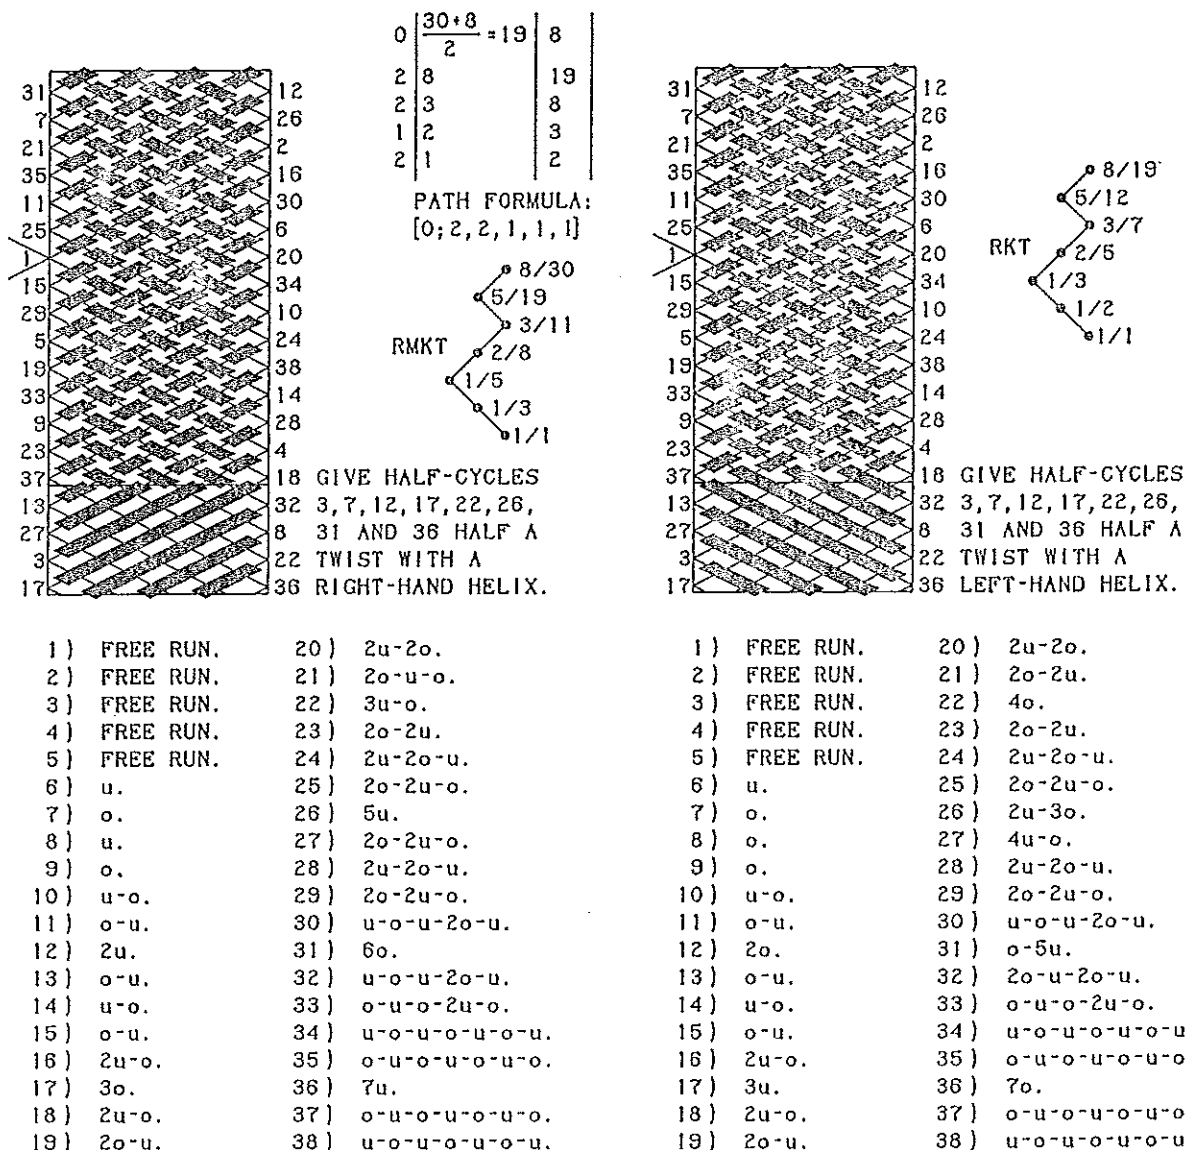 0 30+8/2 =19 8
2 8 19
2 3 8
1 2 3
2 1 2
PATH FORMULA:
[0;2,2,1,1,1]
8/30
5/19
3/11
RMKT 2/8
1/5
1/3
1/1
31 12
7 26
21 2
35 16
11 30
25 6
1 20
15 34
29 10
5 24
19 38
33 14
9 28
23 4
37 18 GIVE HALF-CYCLES
13 32 3,7,12,17,22,26,
27 8 31 AND 36 HALF A
3 22 TWIST WITH A
17 36 RIGHT-HAND HELIX.
1) FREE RUN.
2) FREE RUN.
3) FREE RUN.
4) FREE RUN.
5) FREE RUN.
6) u.
7) o.
8) u.
9) o.
10) u-o.
11) o-u.
12) 2u.
13) o-u.
14) u-o.
15) o-u.
16) 2u-o.
17) 3o.
18) 2u-o.
19) 2o-u.
20) 2u-2o.
21) 2o-u-o.
22) 3u-o.
23) 2o-2u.
24) 2u-2o-u.
25) 2o-2u-o.
26) 5u.
27) 2o-2u-o.
28) 2u-2o-u.
29) 2o-2u-o.
30) u-o-u-2o-u.
31) 6o.
32) u-o-u-2o-u.
33) o-u-o-2u-o.
34) u-o-u-o-u-o-u.
35) o-u-o-u-o-u-o.
36) 7u.
37) o-u-o-u-o-u-o.
38) u-o-u-o-u-o-u.
31 12
7 26
21 2
35 16
11 30
25 6
1 20
15 34
29 10
5 24
19 38
33 14
9 28
23 4
37 18 GIVE HALF-CYCLES
13 32 3,7,12,17,22,26,
27 8 31 AND 36 HALF A
3 22 TWIST WITH A
17 36 LEFT-HAND HELIX.
8/19
5/12
3/7
RKT 2/5
1/3
1/2
1/1
1) FREE RUN.
2) FREE RUN.
3) FREE RUN.
4) FREE RUN.
5) FREE RUN.
6) u.
7) o.
8) o.
9) o.
10) u-o.
11) o-u.
12) 2o.
13) o-u.
14) u-o.
15) o-u.
16) 2u-o.
17) 3u.
18) 2u-o.
19) 2o-u.
20) 2u-2o.
21) 2o-2u.
22) 4o.
23) 2o-2u.
24) 2u-2o-u.
25) 2o-2u-o.
26) 2u-3o.
27) 4u-o.
28) 2u-2o-u.
29) 2o-2u-o.
30) u-o-u-2o-u.
31) o-5u.
32) 2o-u-2o-u.
33) o-u-o-2u-o.
34) u-o-u-o-u-o-u
35) o-u-o-u-o-u-o
36) 7o.
37) o-u-o-u-o-u-o
38) u-o-u-o-u-o-u